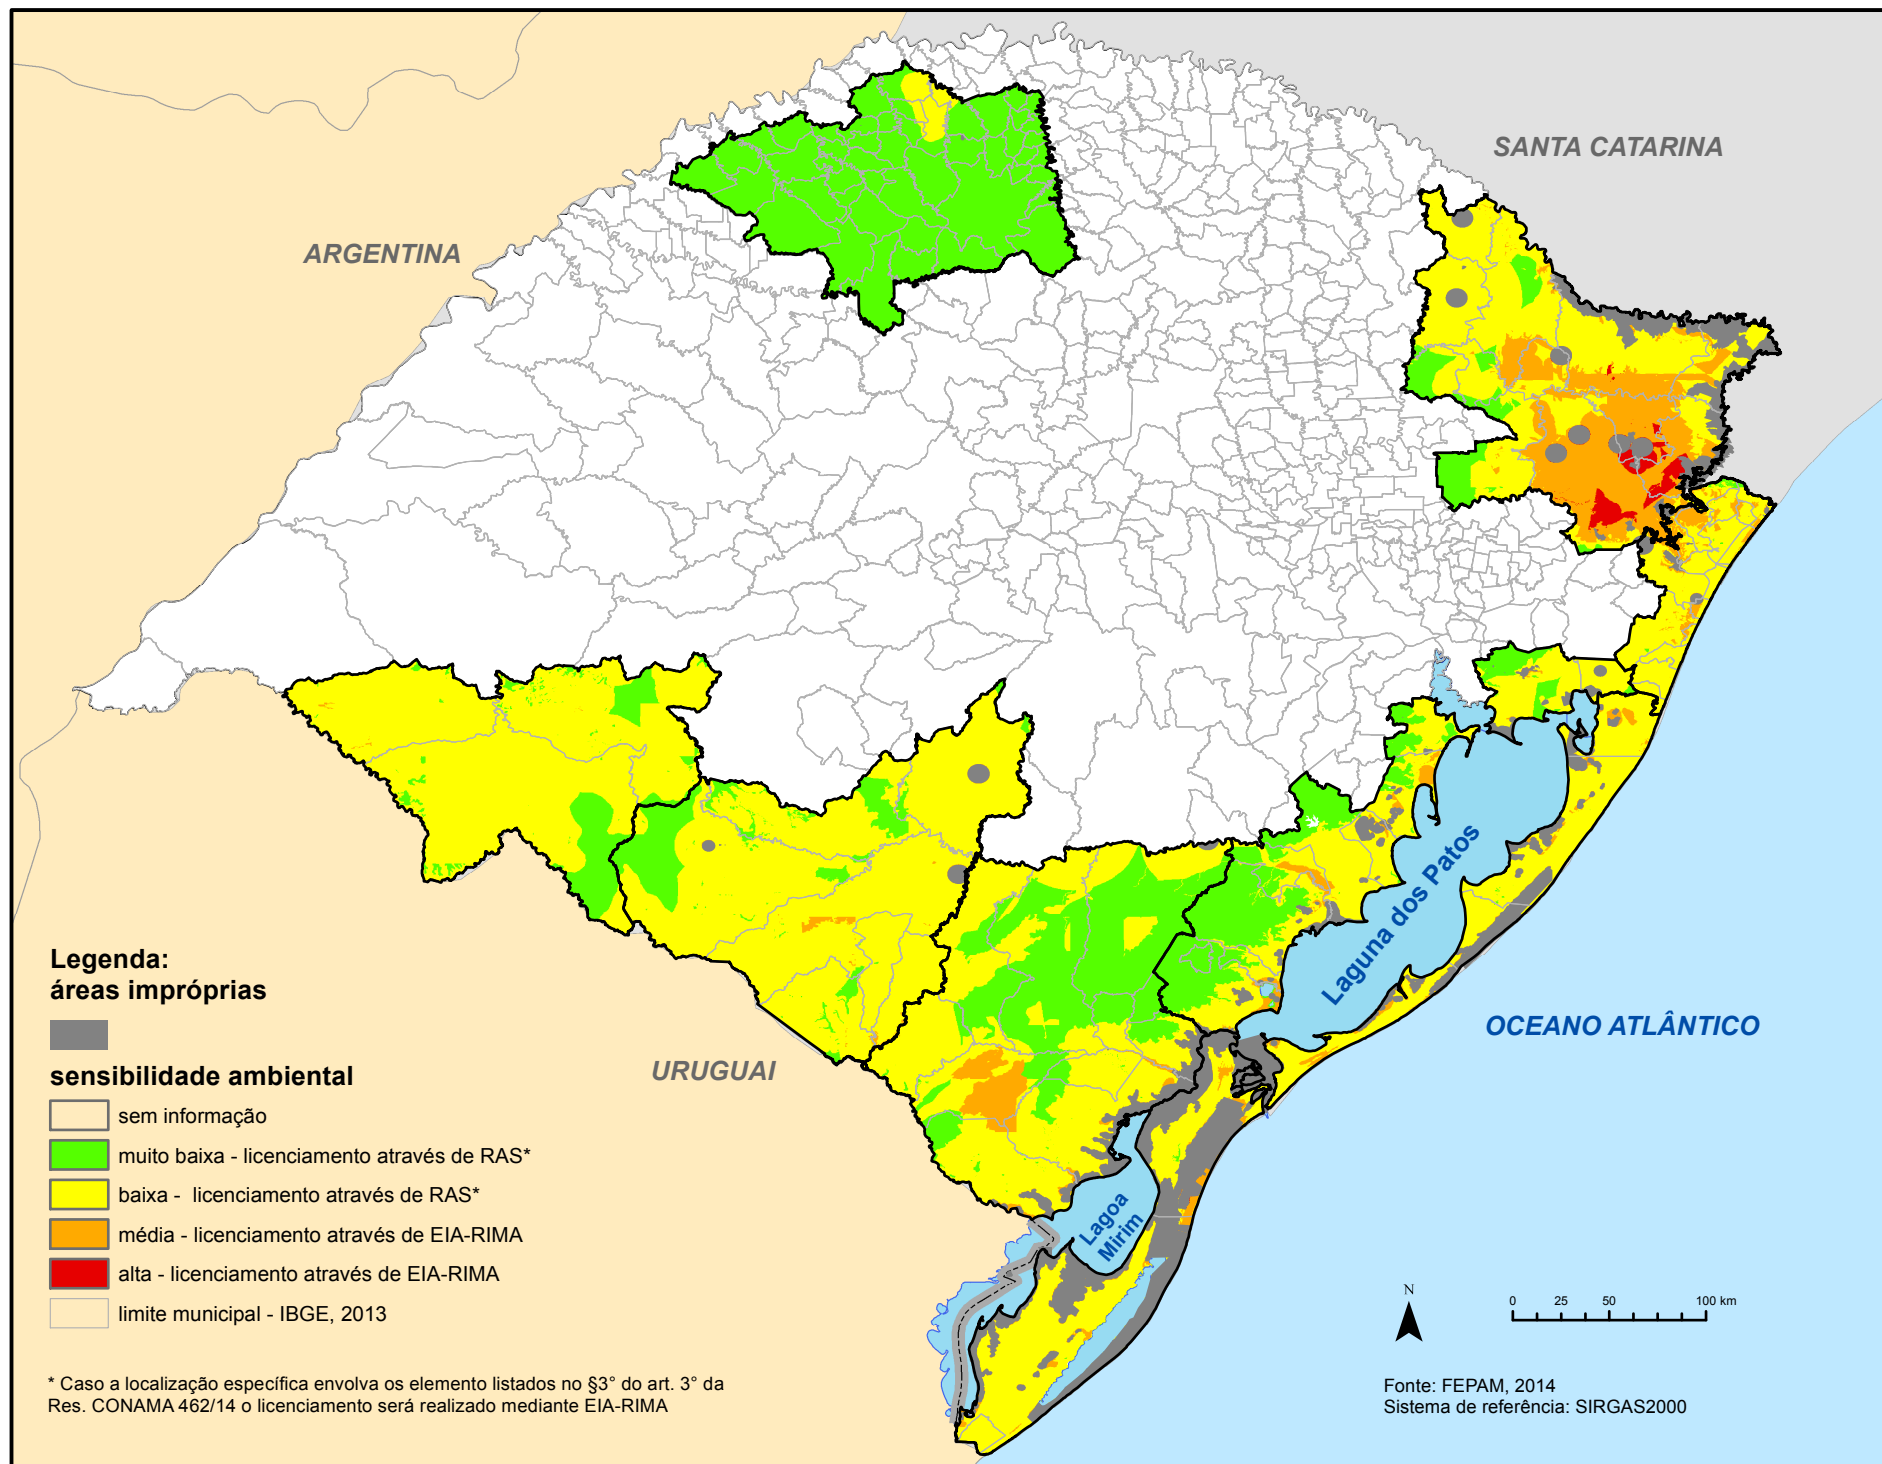 SANTA CATARINA
ARGENTINA
Laguna dos Patos
OCEANO ATLÂNTICO
URUGUAI
Lagoa
Mirim
Legenda:
áreas impróprias
sensibilidade ambiental
sem informação
muito baixa - licenciamento através de RAS*
baixa - licenciamento através de RAS*
média - licenciamento através de EIA-RIMA
alta - licenciamento através de EIA-RIMA
limite municipal - IBGE, 2013
* Caso a localização específica envolva os elemento listados no §3° do art. 3° da
Res. CONAMA 462/14 o licenciamento será realizado mediante EIA-RIMA
N
0 25 50 100 km
Fonte: FEPAM, 2014
Sistema de referência: SIRGAS2000